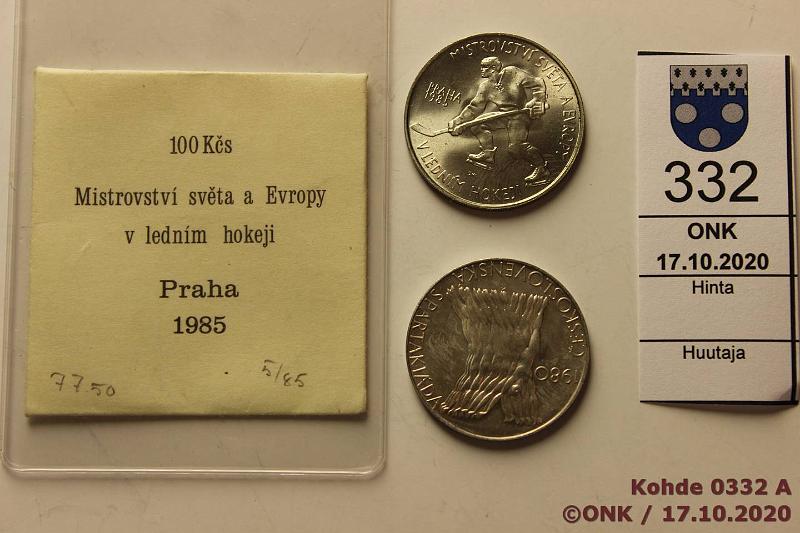 100 Kčs
Mistrovství světa a Evropy
v ledním hokeji
Praha
1985
77.50
5/85
MISTROVSTVÍ SVĚTA A EVROPY
V LEDNÍM HOKEJI
PRAHA
1985
ČESKOSLOVENSKÁ SPARTAKIÁDA
1980
332
ONK
17.10.2020
Hinta
Huutaja
Kohde 0332 A
©ONK / 17.10.2020